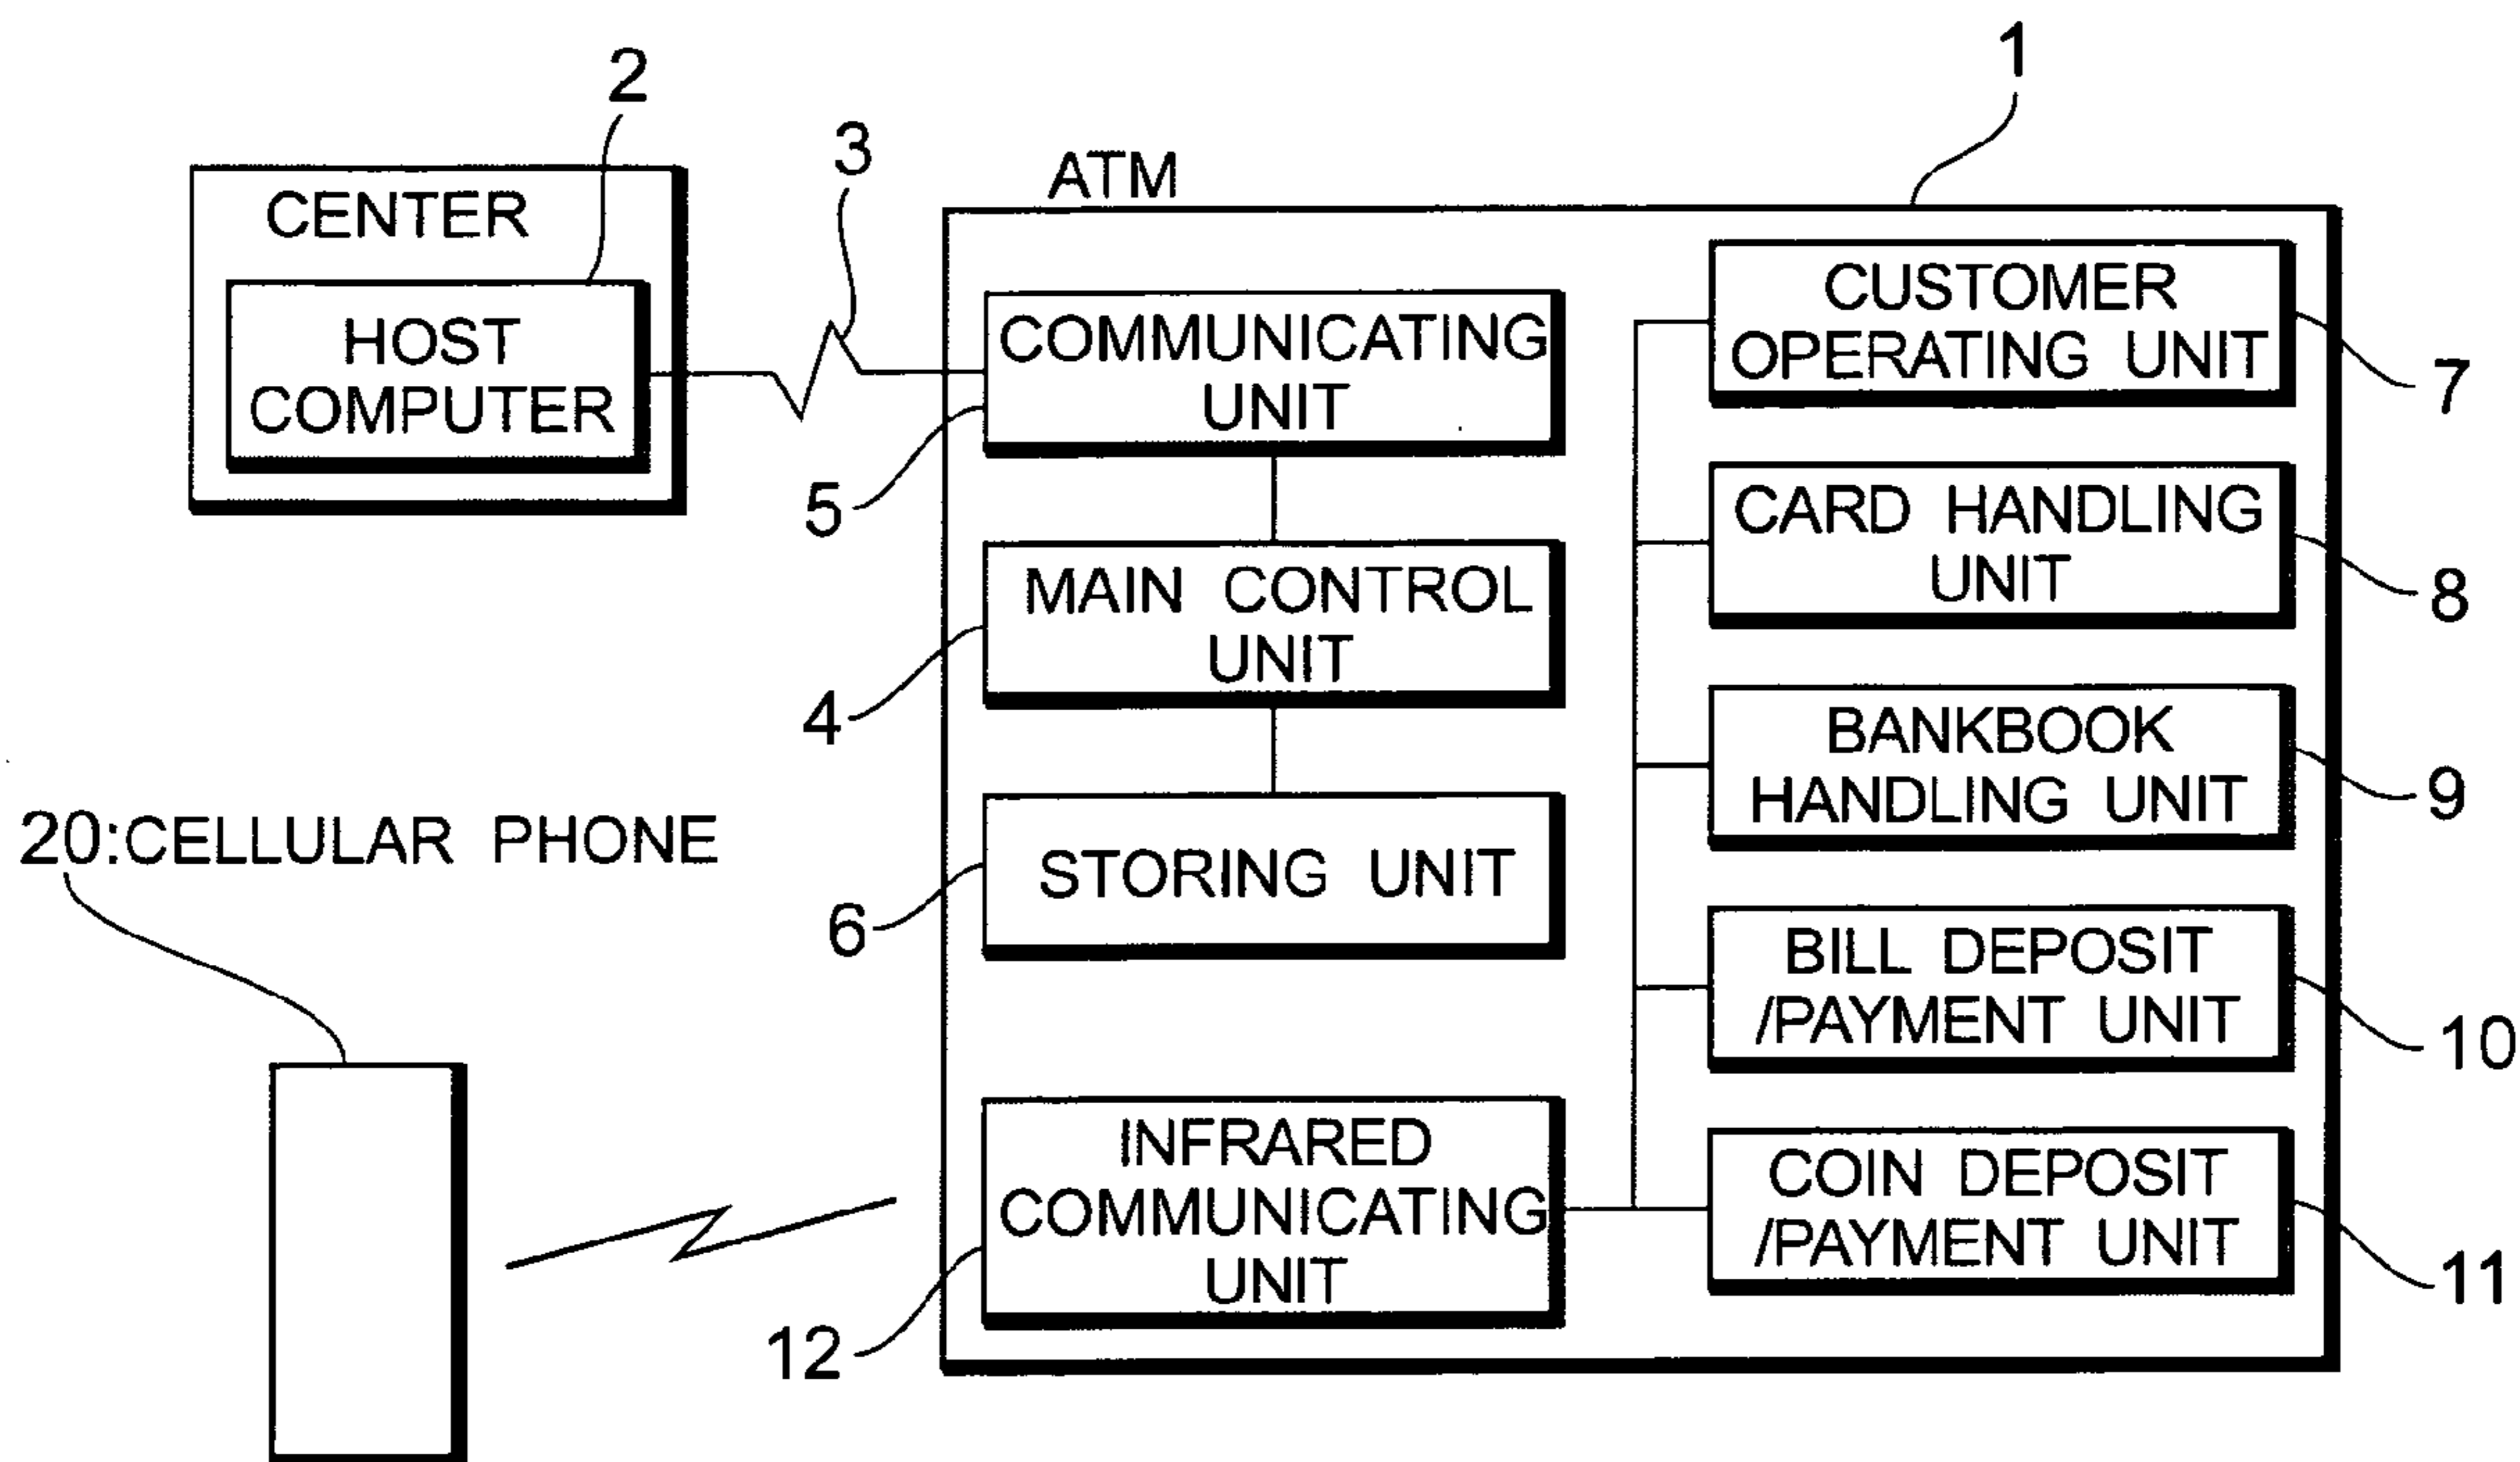 2
1
3
CENTER
HOST
COMPUTER
ATM
COMMUNICATING
UNIT
5
MAIN CONTROL
UNIT
4
STORING UNIT
6
INFRARED
COMMUNICATING
UNIT
12
CUSTOMER
OPERATING UNIT
7
CARD HANDLING
UNIT
8
BANKBOOK
HANDLING UNIT
9
BILL DEPOSIT
/PAYMENT UNIT
10
COIN DEPOSIT
/PAYMENT UNIT
11
20:CELLULAR PHONE